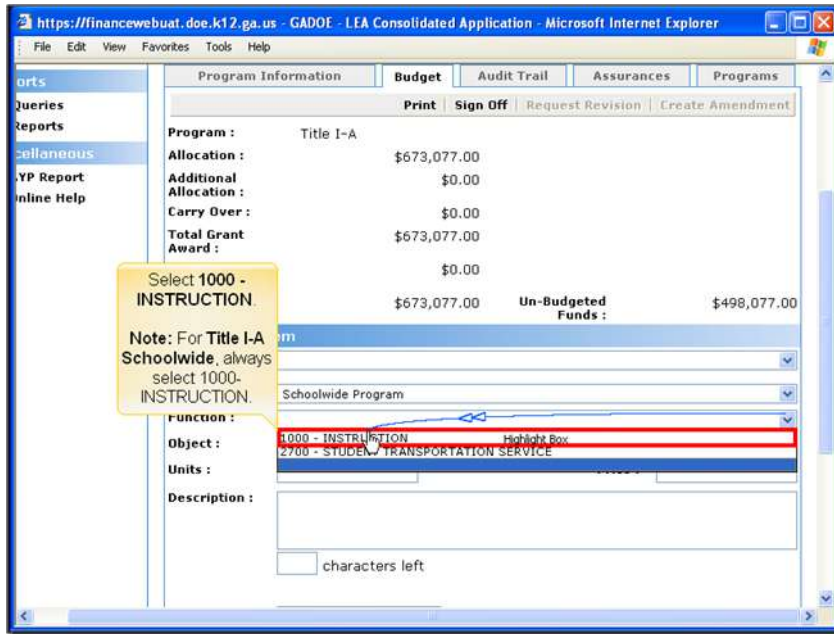 https://financewebuat.doe.k12.ga.us - GADOE - LEA Consolidated Application - Microsoft Internet Explorer
File Edit View Favorites Tools Help
orts
Queries
Reports
cellaneous
YP Report
nline Help
Program Information Budget Audit Trail Assurances Programs
Print Sign Off Request Revision Create Amendment
Program : Title I-A
Allocation : $673,077.00
Additional Allocation : $0.00
Carry Over : $0.00
Total Grant Award : $673,077.00
$0.00
$673,077.00 Un-Budgeted Funds : $498,077.00
Select 1000 -
INSTRUCTION.
Note: For Title I-A
Schoolwide, always
select 1000-
INSTRUCTION.
m
Schoolwide Program
Function :
1000 - INSTRUCTION Highlight Box
2700 - STUDENT TRANSPORTATION SERVICE
Object :
Units :
Description :
characters left